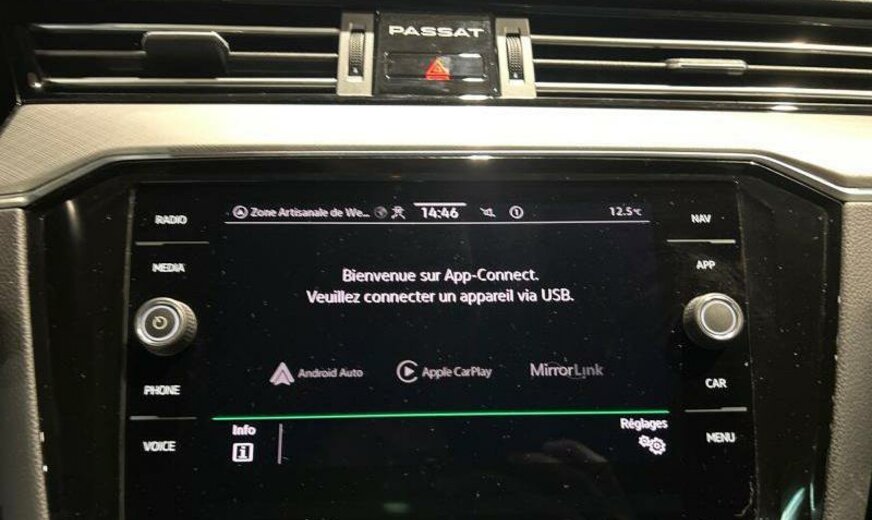 PASSAT
RADIO
Zone Artisanale de We...
14:46
12.5°C
NAV
MEDIA
APP
Bienvenue sur App-Connect.
Veuillez connecter un appareil via USB.
Android Auto
Apple CarPlay
MirrorLink
PHONE
CAR
Info
Réglages
VOICE
MENU